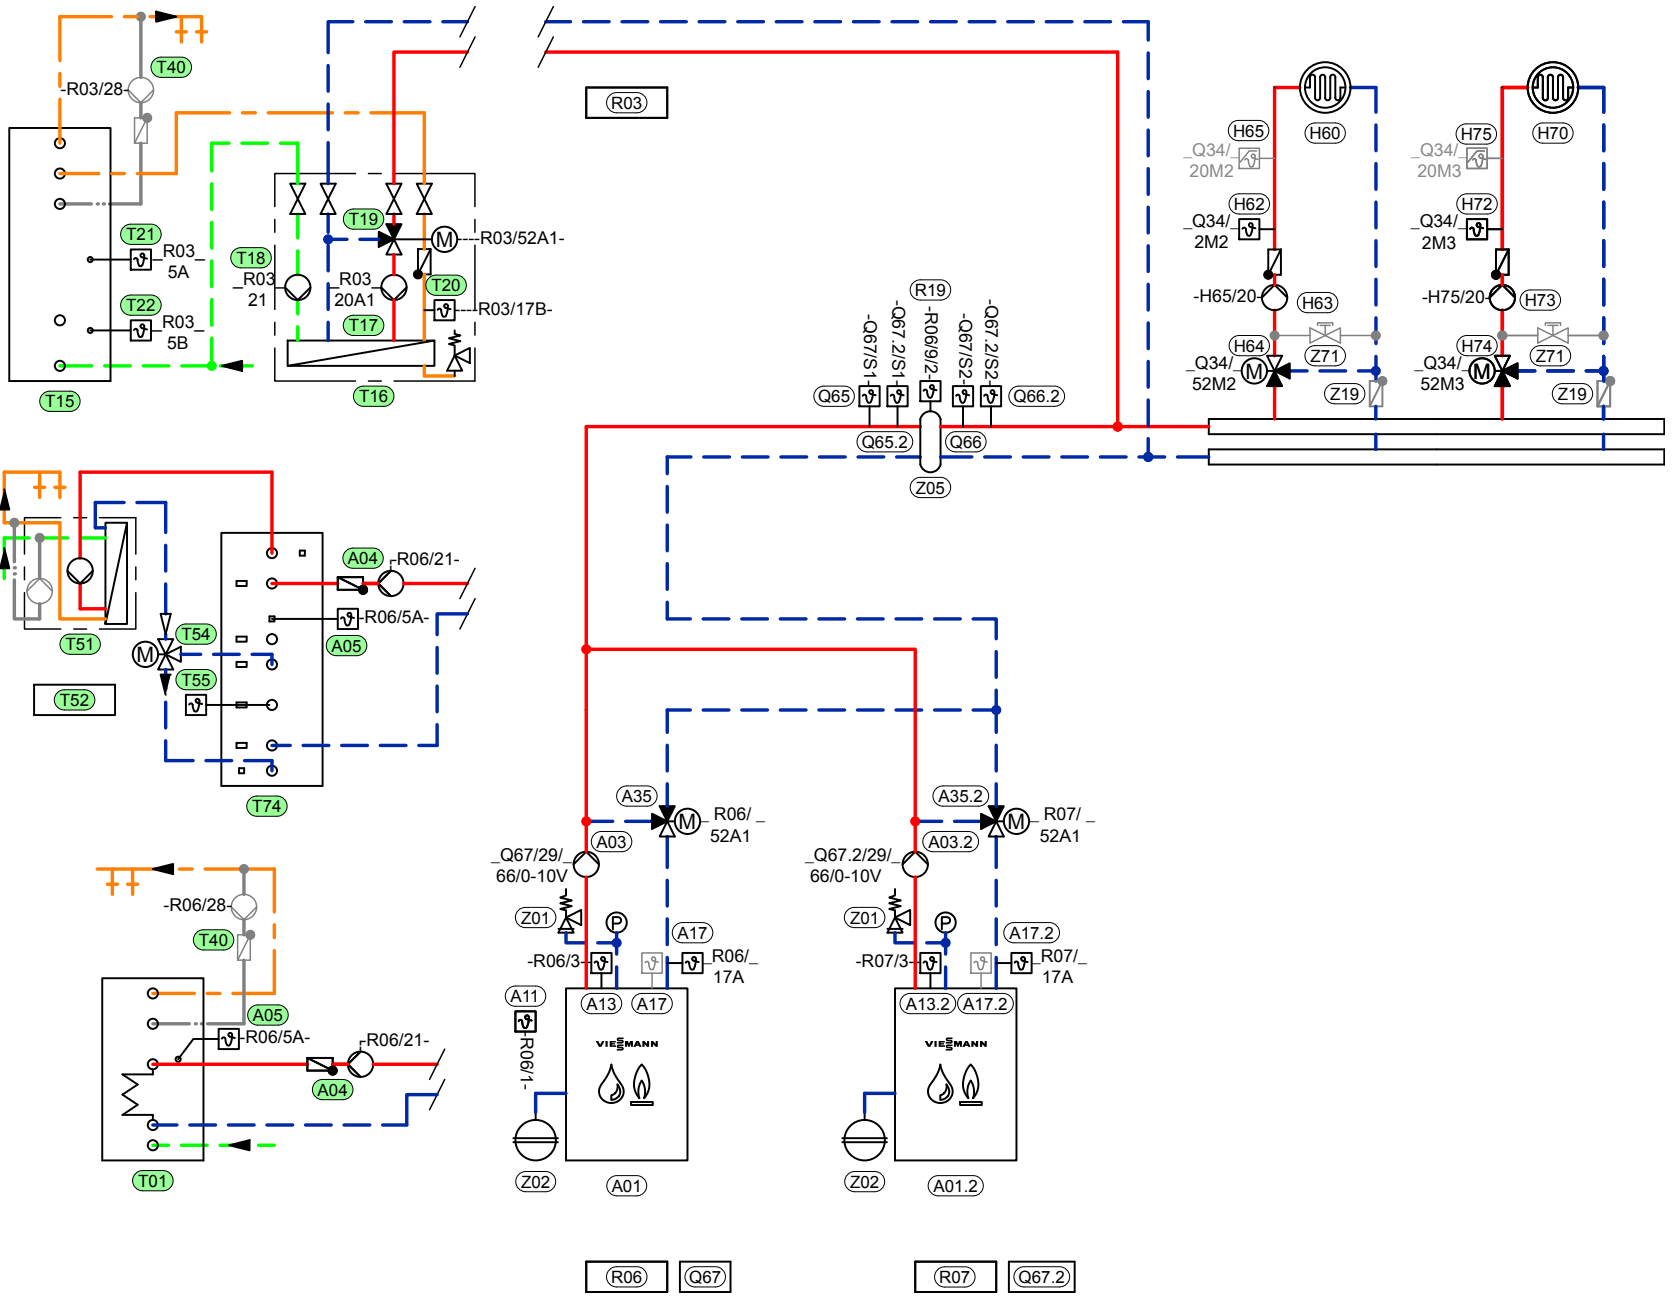 T40
-R03/28-
T21
_R03_
5A
T22
_R03_
5B
T15
T18
_R03
21
T19
M
R03/52A1-
_R03
20A1
T20
R03/17B-
T17
T16
R03
H65
_Q34/
20M2
H60
H62
_Q34/
2M2
-H65/20-
H63
Z71
H64
_Q34/
52M2
M
Z19
H75
_Q34/
20M3
H70
H72
_Q34/
2M3
-H75/20-
H73
Z71
H74
_Q34/
52M3
M
Z19
R19
-Q67/S1-
-Q67.2/S1-
-R06/9/2-
-Q67/S2-
-Q67.2/S2-
Q65
Q66.2
Q65.2
Q66
Z05
A04
R06/21-
-R06/5A-
A05
T51
T54
M
T55
T52
T74
A35
M
_R06/_
52A1
A03
_Q67/29/_
66/0-10V
Z01
P
A17
-R06/3-
_R06/_
17A
A11
-R06/1-
A13
A17
VIESMANN
Z02
A01
A35.2
M
_R07/_
52A1
A03.2
_Q67.2/29/_
66/0-10V
Z01
P
A17.2
-R07/3-
_R07/_
17A
A13.2
A17.2
VIESMANN
Z02
A01.2
-R06/28-
T40
A05
-R06/5A-
R06/21-
A04
T01
R06
Q67
R07
Q67.2